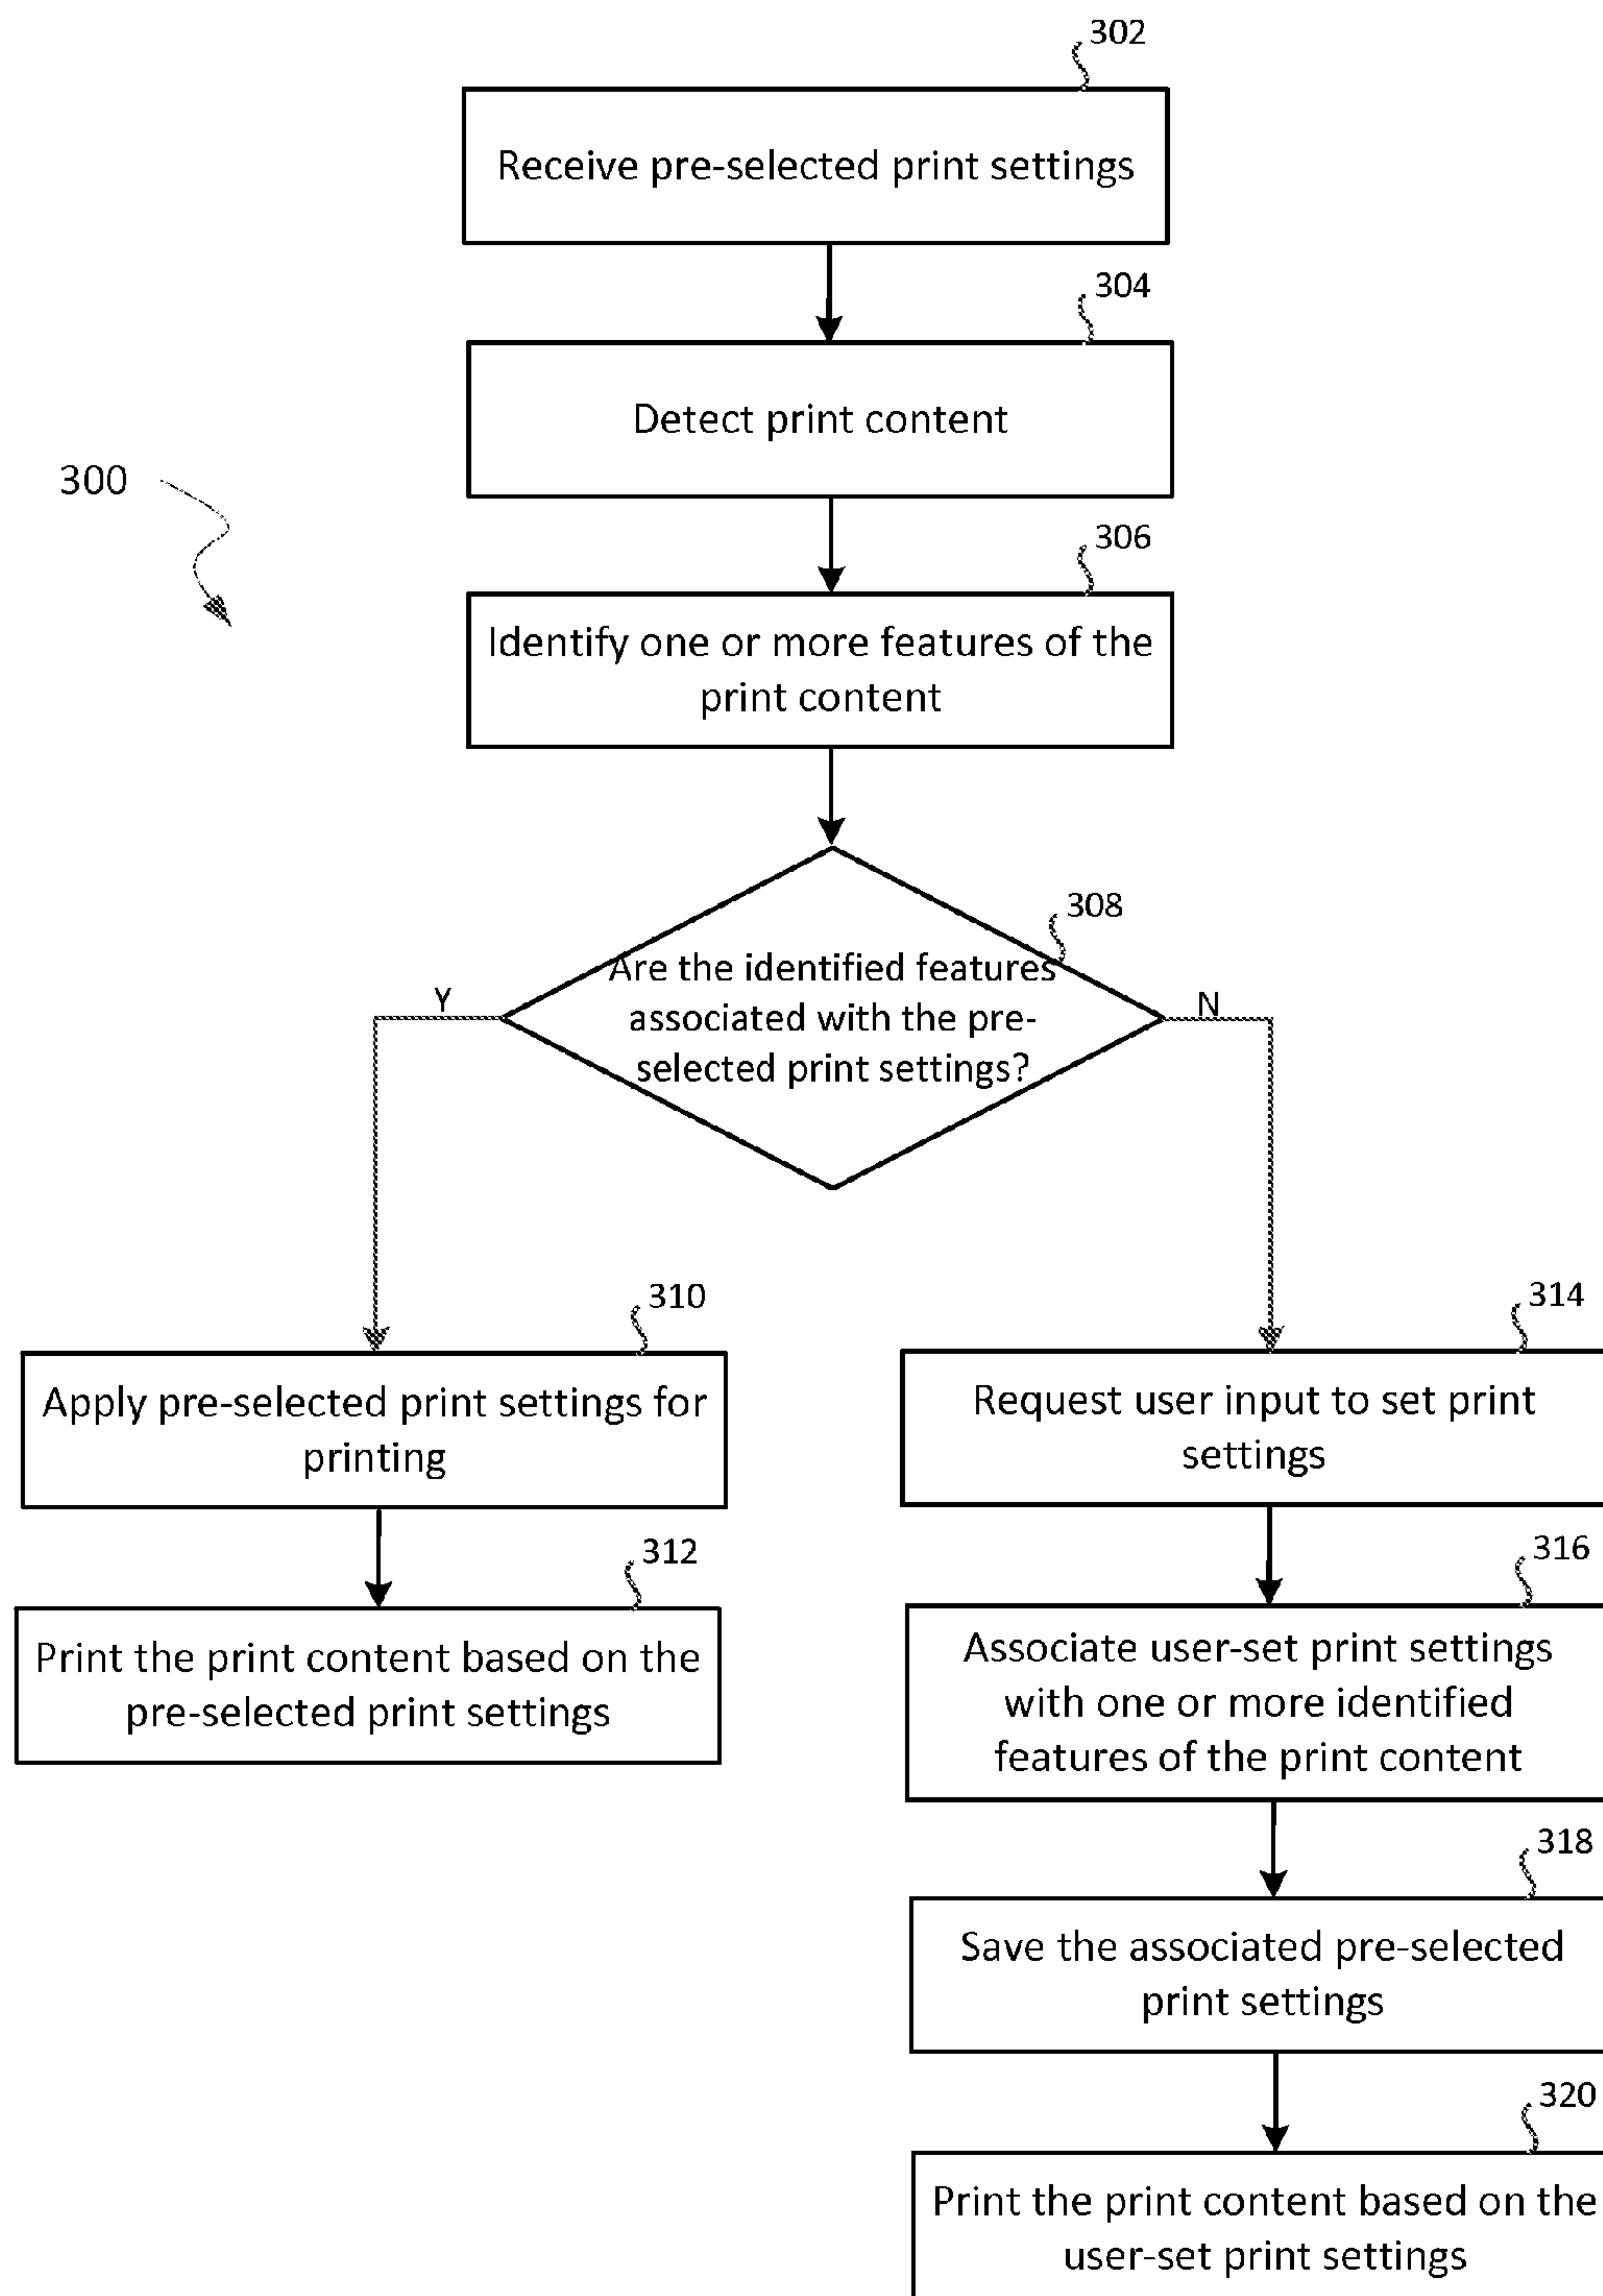 302
Receive pre-selected print settings
304
Detect print content
300
306
Identify one or more features of the
print content
308
Are the identified features
associated with the pre-
selected print settings?
Y
N
310
Apply pre-selected print settings for
printing
312
Print the print content based on the
pre-selected print settings
314
Request user input to set print
settings
316
Associate user-set print settings
with one or more identified
features of the print content
318
Save the associated pre-selected
print settings
320
Print the print content based on the
user-set print settings